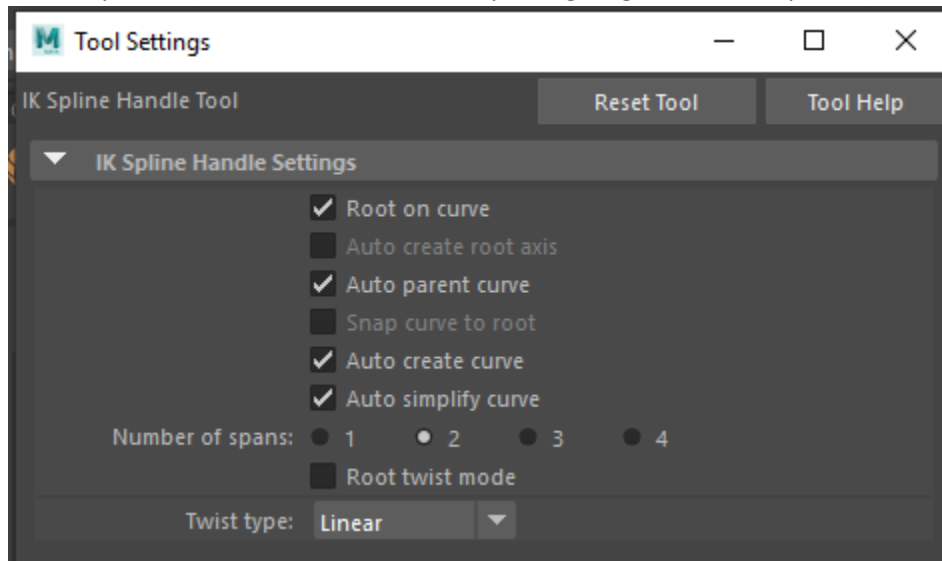 Tool Settings
IK Spline Handle Tool Reset Tool Tool Help
IK Spline Handle Settings
Root on curve
Auto create root axis
Auto parent curve
Snap curve to root
Auto create curve
Auto simplify curve
Number of spans: 1 2 3 4
Root twist mode
Twist type: Linear